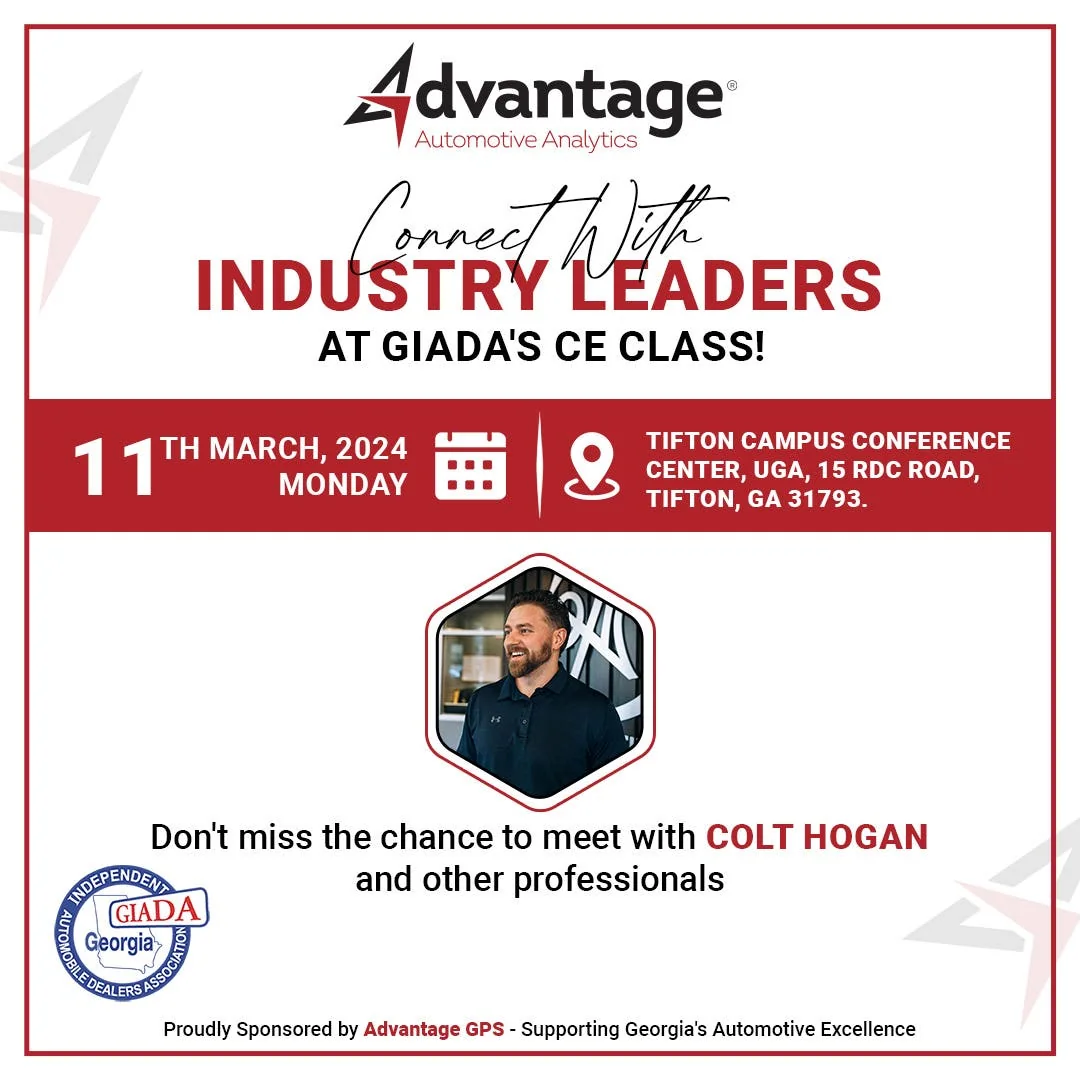 Advantage®
Automotive Analytics
Connect With
INDUSTRY LEADERS
AT GIADA'S CE CLASS!
11TH MARCH, 2024
MONDAY
TIFTON CAMPUS CONFERENCE
CENTER, UGA, 15 RDC ROAD,
TIFTON, GA 31793.
Don't miss the chance to meet with COLT HOGAN
and other professionals
INDEPENDENT
GIADA
Georgia
AUTOMOBILE DEALERS ASSOCIATION
Proudly Sponsored by Advantage GPS - Supporting Georgia's Automotive Excellence